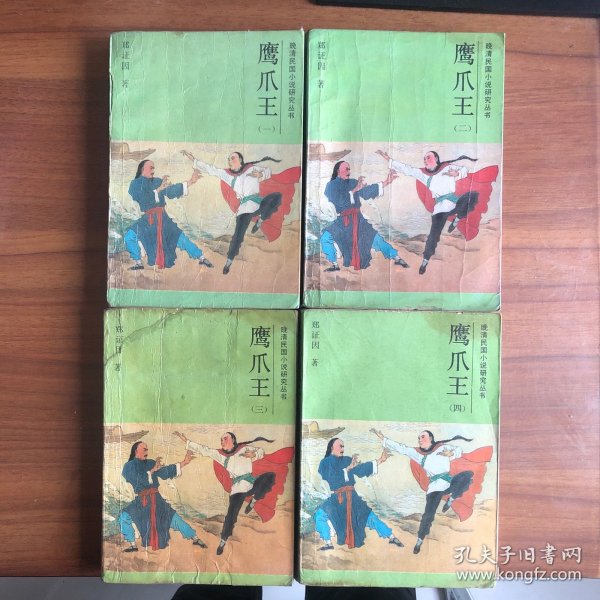 郑证因 著
鹰爪王
(一)
晚清民国小说研究丛书
郑证因 著
鹰爪王
(二)
晚清民国小说研究丛书
郑证因 著
鹰爪王
(三)
晚清民国小说研究丛书
郑证因 著
鹰爪王
(四)
晚清民国小说研究丛书
孔夫子旧书网
www.kongfz.com